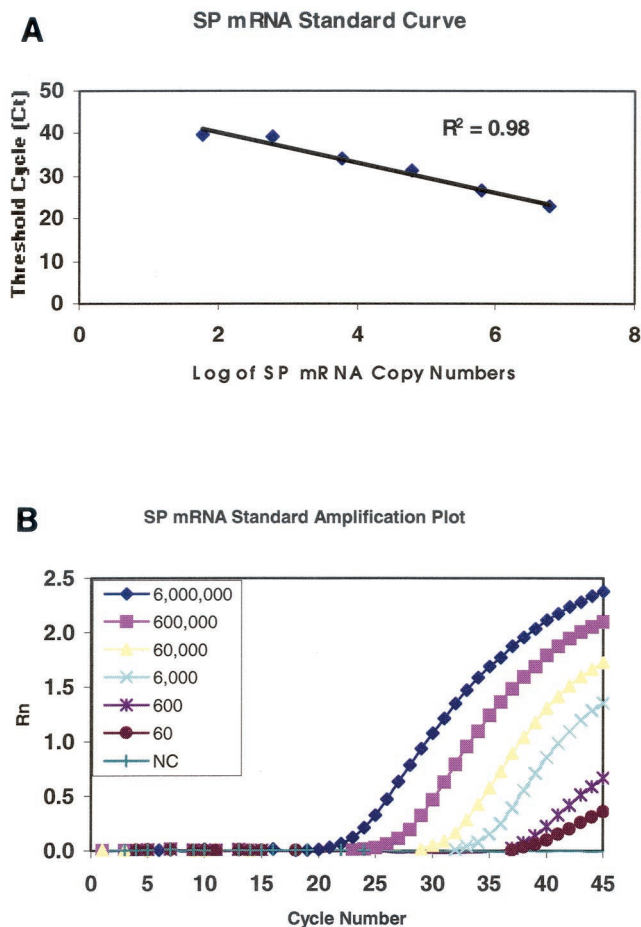 A
SP mRNA Standard Curve
Threshold Cycle (Ct)
50
40
30
20
10
0
R² = 0.98
0 2 4 6 8
Log of SP mRNA Copy Numbers
B
SP mRNA Standard Amplification Plot
Rn
2.5
2.0
1.5
1.0
0.5
0.0
6,000,000
600,000
60,000
6,000
600
60
NC
0 5 10 15 20 25 30 35 40 45
Cycle Number